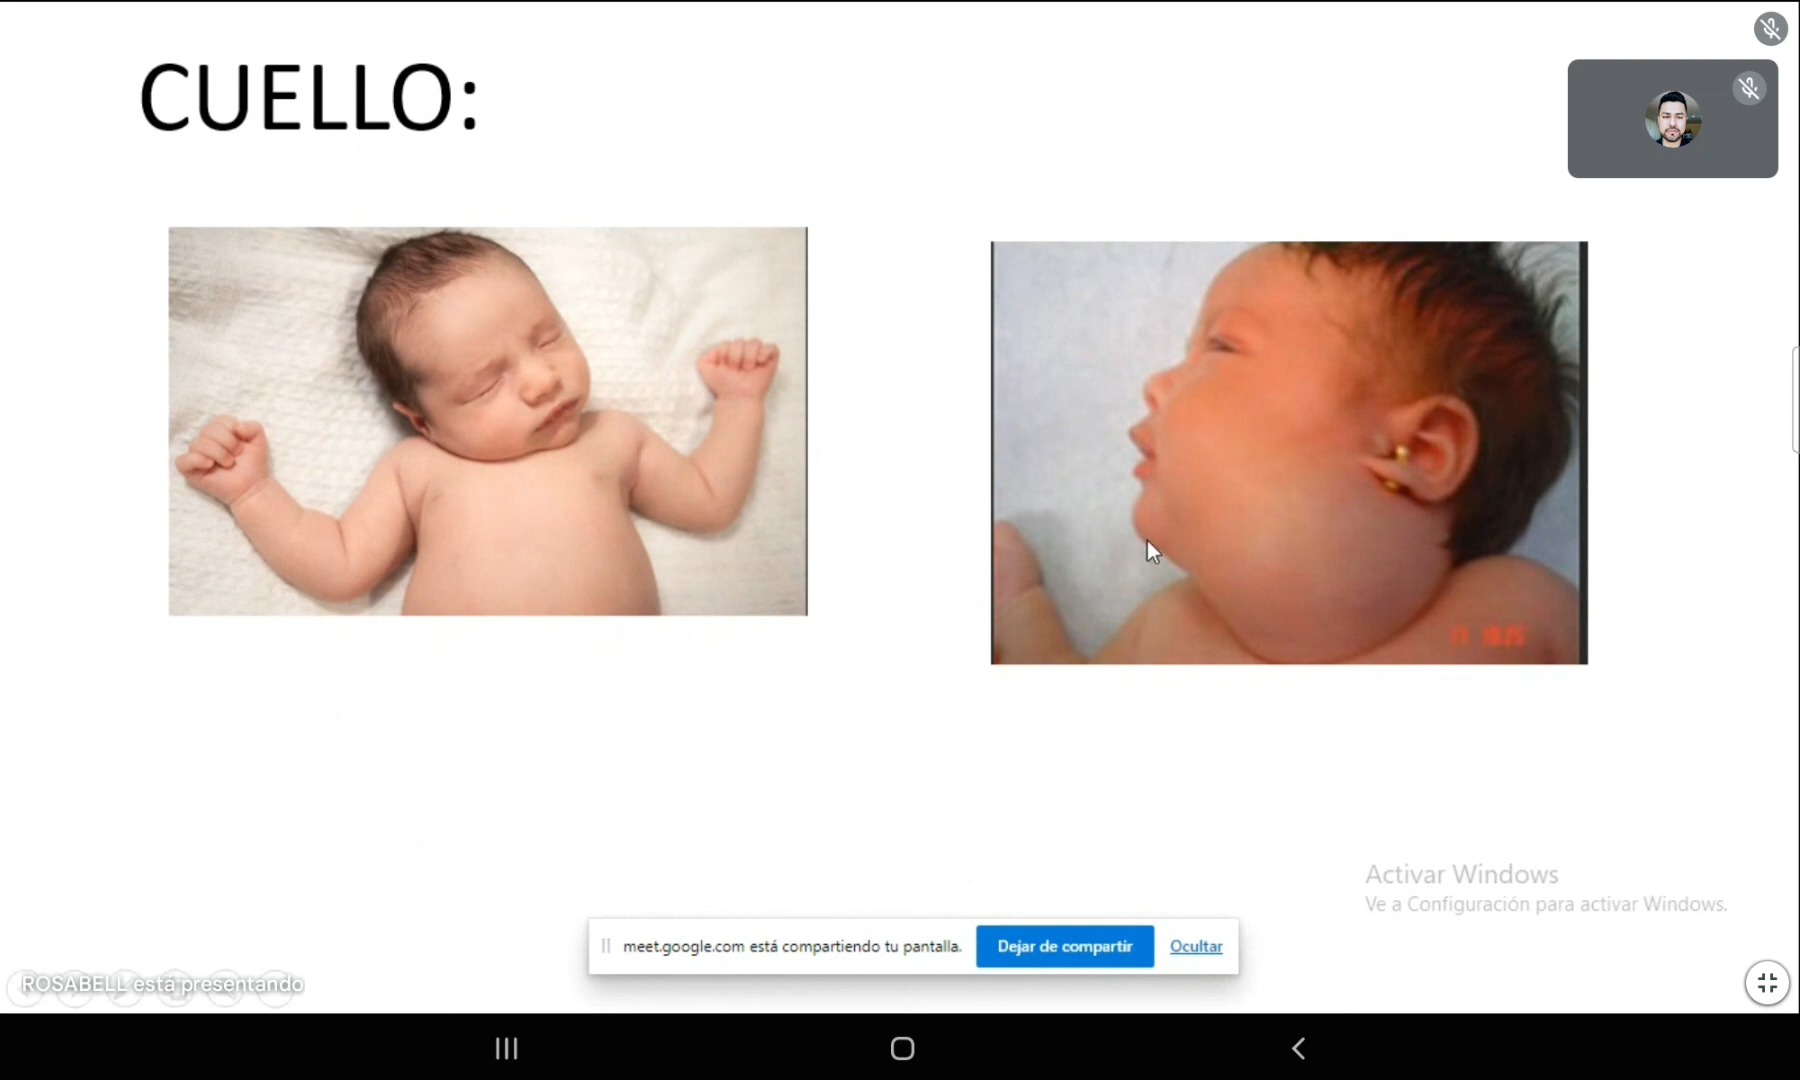 CUELLO:
Activar Windows
Ve a Configuración para activar Windows.
meet.google.com está compartiendo tu pantalla.
Dejar de compartir
Ocultar
ROSABELL está presentando